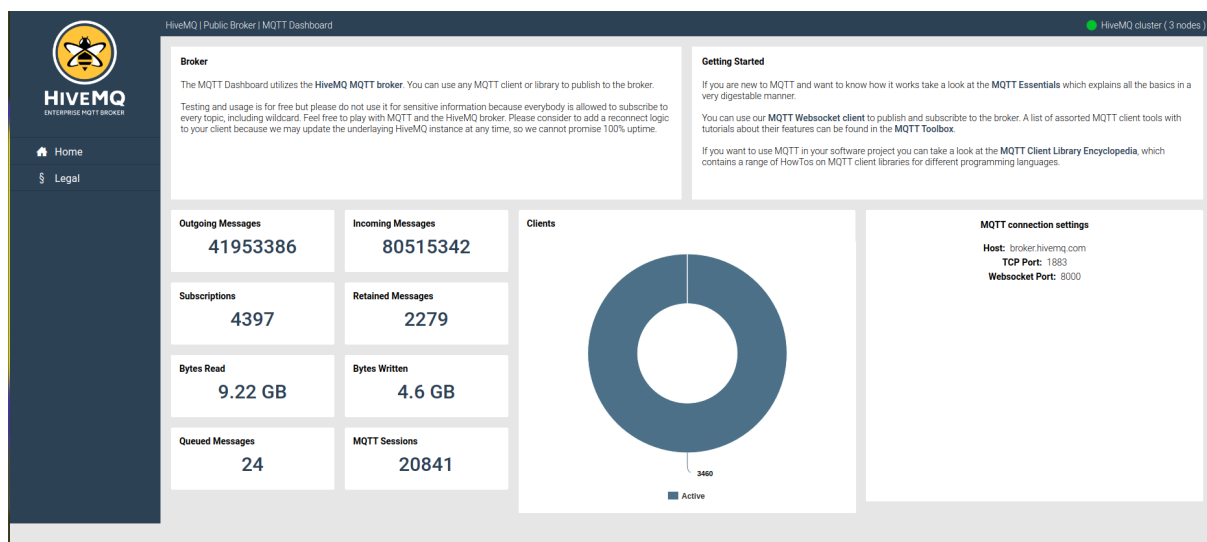 HiveMQ | Public Broker | MQTT Dashboard
HiveMQ cluster ( 3 nodes )
HIVEMQ
ENTERPRISE MQTT BROKER
Home
§ Legal
Broker
The MQTT Dashboard utilizes the HiveMQ MQTT broker. You can use any MQTT client or library to publish to the broker.
Testing and usage is for free but please do not use it for sensitive information because everybody is allowed to subscribe to
every topic, including wildcard. Feel free to play with MQTT and the HiveMQ broker. Please consider to add a reconnect logic
to your client because we may update the underlaying HiveMQ instance at any time, so we cannot promise 100% uptime.
Getting Started
If you are new to MQTT and want to know how it works take a look at the MQTT Essentials which explains all the basics in a
very digestable manner.
You can use our MQTT Websocket client to publish and subscribte to the broker. A list of assorted MQTT client tools with
tutorials about their features can be found in the MQTT Toolbox.
If you want to use MQTT in your software project you can take a look at the MQTT Client Library Encyclopedia, which
contains a range of HowTos on MQTT client libraries for different programming languages.
Outgoing Messages
41953386
Incoming Messages
80515342
Subscriptions
4397
Retained Messages
2279
Bytes Read
9.22 GB
Bytes Written
4.6 GB
Queued Messages
24
MQTT Sessions
20841
Clients
3460
Active
MQTT connection settings
Host: broker.hivemq.com
TCP Port: 1883
Websocket Port: 8000